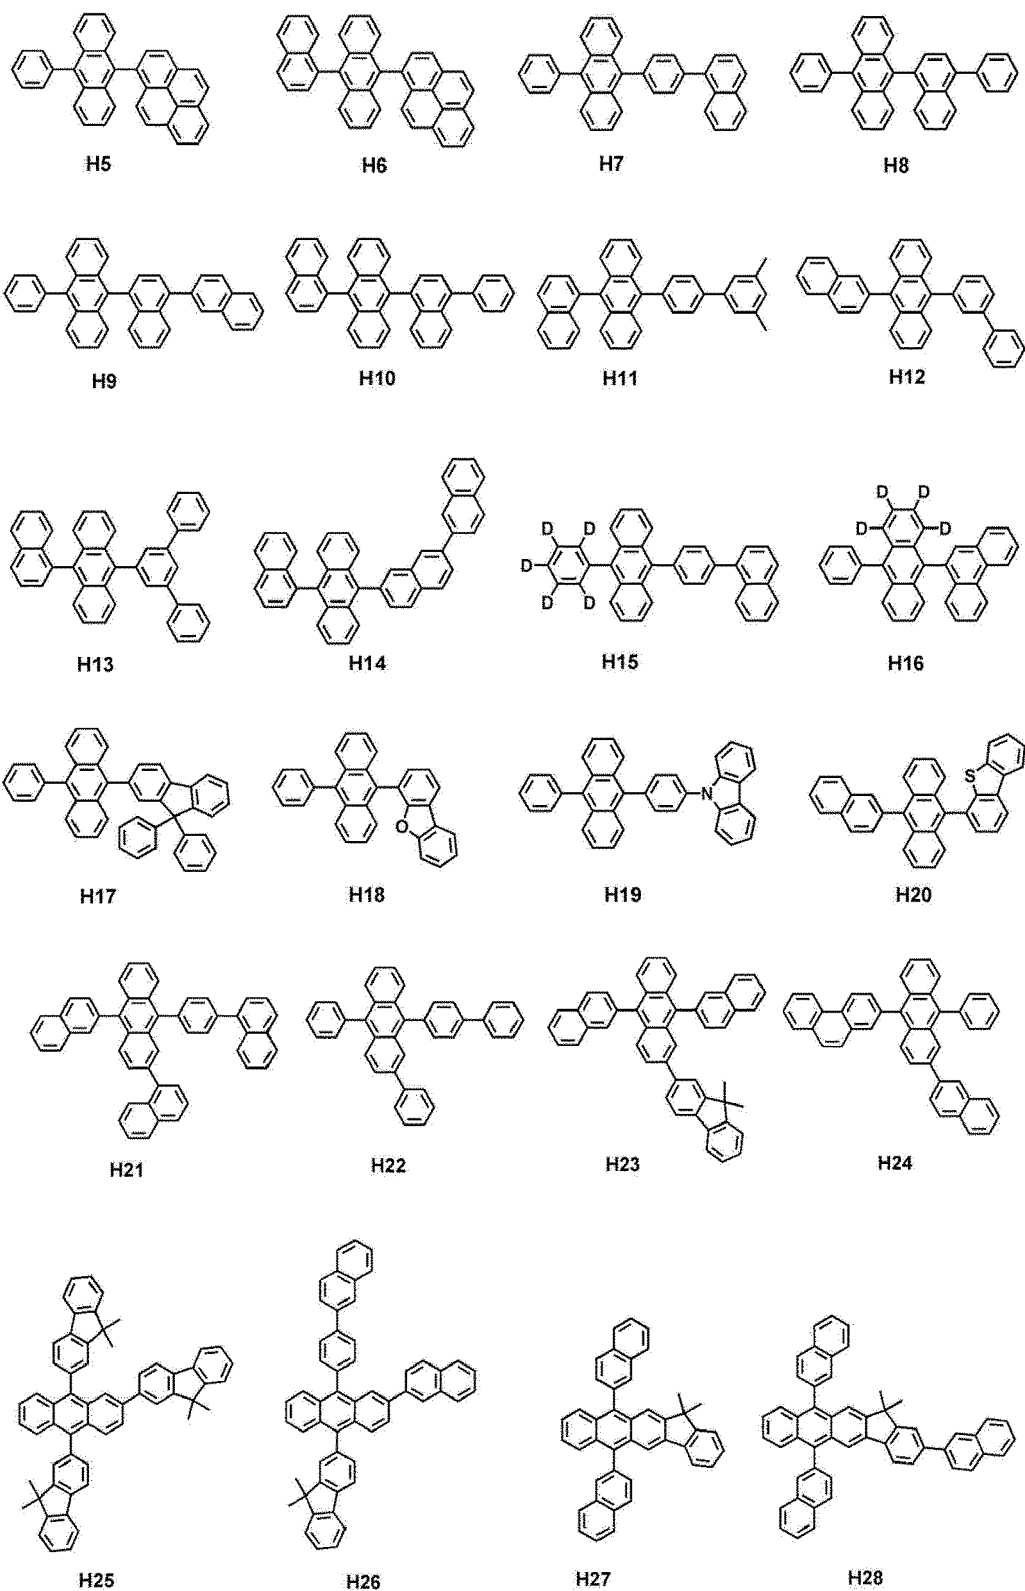 H5 H6 H7 H8
H9 H10 H11 H12
D D D D D D D D D
H13 H14 H15 H16
O N S
H17 H18 H19 H20
H21 H22 H23 H24
H25 H26 H27 H28